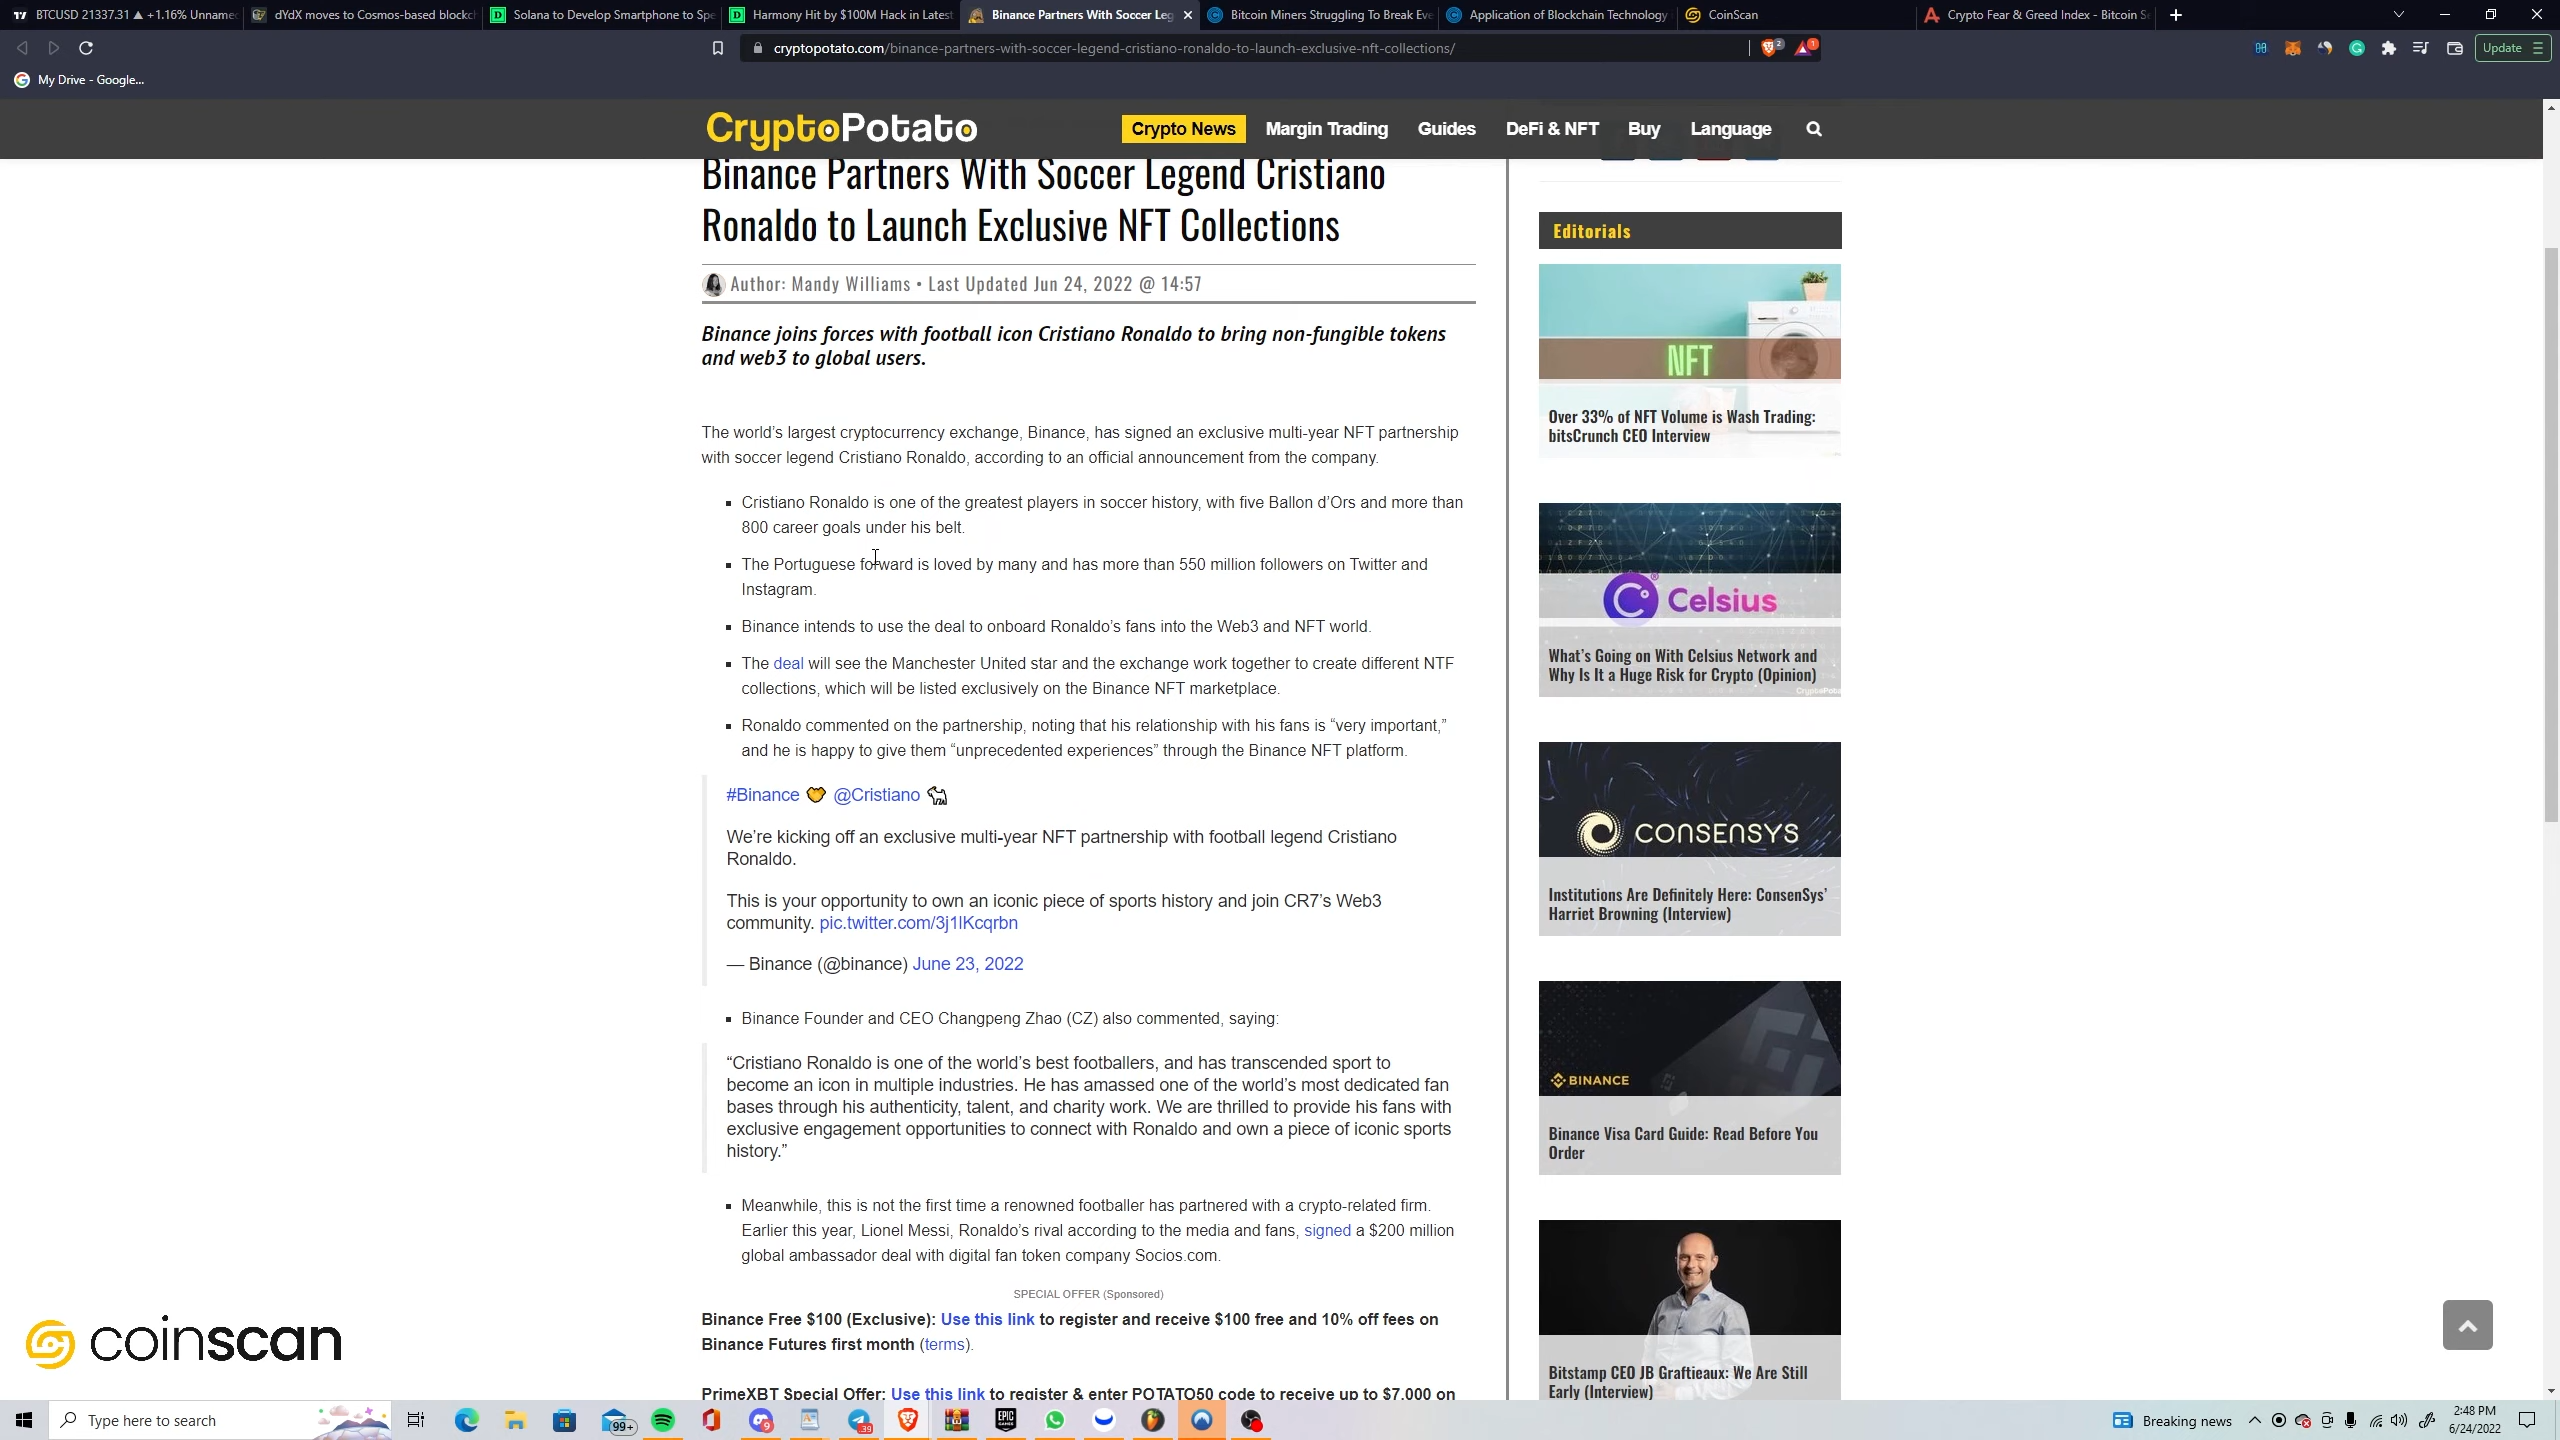 BTCUSD 21337.31 ▲ +1.16% Unname
dYdX moves to Cosmos-based blockc
Solana to Develop Smartphone to Spe
Harmony Hit by $100M Hack in Latest
Binance Partners With Soccer Leg
Bitcoin Miners Struggling To Break Eve
Application of Blockchain Technology
CoinScan
Crypto Fear & Greed Index - Bitcoin Se
cryptopotato.com/binance-partners-with-soccer-legend-cristiano-ronaldo-to-launch-exclusive-nft-collections/
2
1
Update
My Drive - Google...
CryptoPotato
Crypto News
Margin Trading
Guides
DeFi & NFT
Buy
Language
Binance Partners With Soccer Legend Cristiano
Ronaldo to Launch Exclusive NFT Collections
Author: Mandy Williams • Last Updated Jun 24, 2022 @ 14:57
Binance joins forces with football icon Cristiano Ronaldo to bring non-fungible tokens
and web3 to global users.
The world's largest cryptocurrency exchange, Binance, has signed an exclusive multi-year NFT partnership
with soccer legend Cristiano Ronaldo, according to an official announcement from the company.
▪ Cristiano Ronaldo is one of the greatest players in soccer history, with five Ballon d'Ors and more than
800 career goals under his belt.
▪ The Portuguese forward is loved by many and has more than 550 million followers on Twitter and
Instagram.
▪ Binance intends to use the deal to onboard Ronaldo's fans into the Web3 and NFT world.
▪ The deal will see the Manchester United star and the exchange work together to create different NTF
collections, which will be listed exclusively on the Binance NFT marketplace.
▪ Ronaldo commented on the partnership, noting that his relationship with his fans is “very important,”
and he is happy to give them “unprecedented experiences” through the Binance NFT platform.
#Binance @Cristiano
We're kicking off an exclusive multi-year NFT partnership with football legend Cristiano
Ronaldo.
This is your opportunity to own an iconic piece of sports history and join CR7's Web3
community. pic.twitter.com/3j1lKcqrbn
— Binance (@binance) June 23, 2022
▪ Binance Founder and CEO Changpeng Zhao (CZ) also commented, saying:
“Cristiano Ronaldo is one of the world's best footballers, and has transcended sport to
become an icon in multiple industries. He has amassed one of the world's most dedicated fan
bases through his authenticity, talent, and charity work. We are thrilled to provide his fans with
exclusive engagement opportunities to connect with Ronaldo and own a piece of iconic sports
history.”
▪ Meanwhile, this is not the first time a renowned footballer has partnered with a crypto-related firm.
Earlier this year, Lionel Messi, Ronaldo's rival according to the media and fans, signed a $200 million
global ambassador deal with digital fan token company Socios.com.
SPECIAL OFFER (Sponsored)
Binance Free $100 (Exclusive): Use this link to register and receive $100 free and 10% off fees on
Binance Futures first month (terms).
PrimeXBT Special Offer: Use this link to register & enter POTATO50 code to receive up to $7,000 on
Editorials
NFT
Over 33% of NFT Volume is Wash Trading:
bitsCrunch CEO Interview
Celsius
What's Going on With Celsius Network and
Why Is It a Huge Risk for Crypto (Opinion)
CONSENSYS
Institutions Are Definitely Here: ConsenSys'
Harriet Browning (Interview)
BINANCE
Binance Visa Card Guide: Read Before You
Order
Bitstamp CEO JB Graftieaux: We Are Still
Early (Interview)
coinscan
Type here to search
99+
9
39
EPIC
GAMES
Breaking news
2:48 PM
6/24/2022